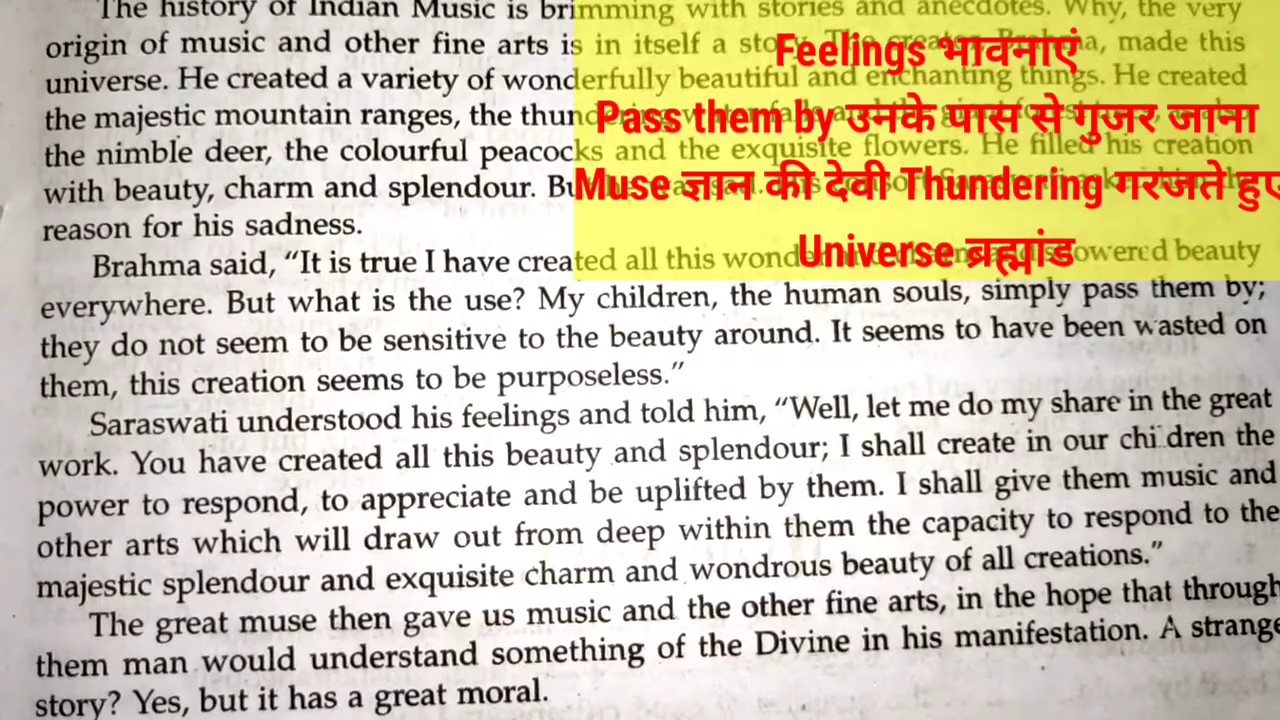 The history of Indian Music is brimming with stories and anecdotes. Why, the very
origin of music and other fine arts is in itself a story. The creator, Brahma, made this
universe. He created a variety of wonderfully beautiful and enchanting things. He created
the majestic mountain ranges, the thundering
the nimble deer, the colourful peacocks and the exquisite flowers. He filled his creation
with beauty, charm and splendour. But
reason for his sadness.
Brahma said, “It is true I have created all this showered beauty
everywhere. But what is the use? My children, the human souls, simply pass them by;
they do not seem to be sensitive to the beauty around. It seems to have been wasted on
them, this creation seems to be purposeless.”
Saraswati understood his feelings and told him, “Well, let me do my share in the great
work. You have created all this beauty and splendour; I shall create in our children the
power to respond, to appreciate and be uplifted by them. I shall give them music and
other arts which will draw out from deep within them the capacity to respond to the
majestic splendour and exquisite charm and wondrous beauty of all creations.”
The great muse then gave us music and the other fine arts, in the hope that through
them man would understand something of the Divine in his manifestation. A strange
story? Yes, but it has a great moral.
Feelings भावनाएं
Pass them by उनके पास से गुजर जाना
Muse ज्ञान की देवी Thundering गरजते हुए
Universe ब्रह्मांड